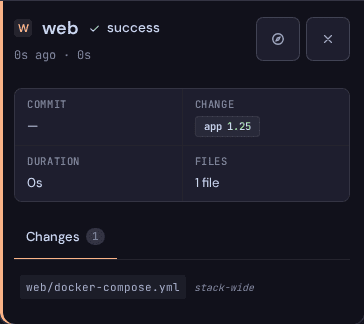 W web ✓ success
0s ago · 0s
COMMIT
—
CHANGE
app 1.25
DURATION
0s
FILES
1 file
Changes 1
web/docker-compose.yml stack-wide